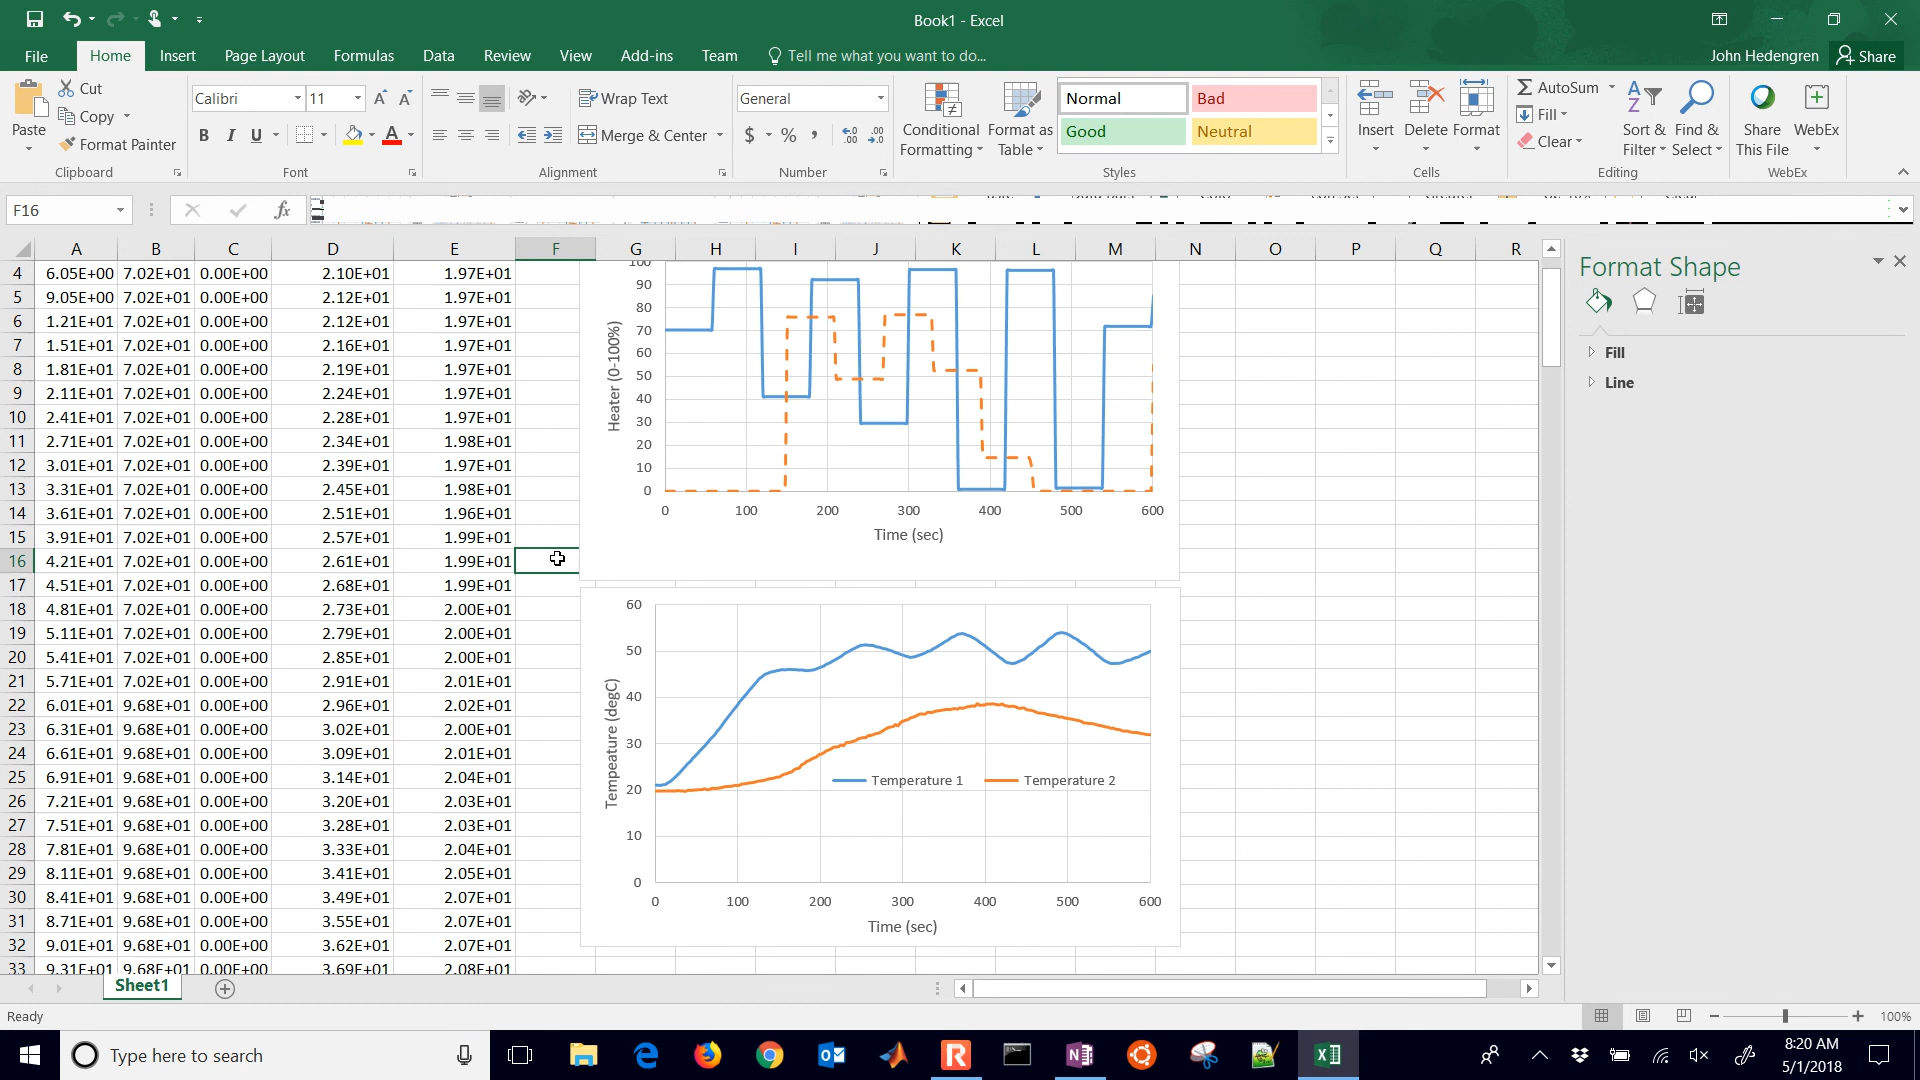 Book1 - Excel
File Home Insert Page Layout Formulas Data Review View Add-ins Team Tell me what you want to do... John Hedengren Share
Paste
Cut
Copy
Format Painter
Clipboard
Calibri 11
B I U
Font
Wrap Text
Merge & Center
Alignment
General
$ % ,
Number
Conditional Formatting
Format as Table
Normal Bad
Good Neutral
Styles
Insert Delete Format
Cells
AutoSum
Fill
Clear
Sort & Filter
Find & Select
Editing
Share This File
WebEx
WebEx
F16 fx
A B C D E F G H I J K L M N O P Q R
4 6.05E+00 7.02E+01 0.00E+00 2.10E+01 1.97E+01
5 9.05E+00 7.02E+01 0.00E+00 2.12E+01 1.97E+01
6 1.21E+01 7.02E+01 0.00E+00 2.12E+01 1.97E+01
7 1.51E+01 7.02E+01 0.00E+00 2.16E+01 1.97E+01
8 1.81E+01 7.02E+01 0.00E+00 2.19E+01 1.97E+01
9 2.11E+01 7.02E+01 0.00E+00 2.24E+01 1.97E+01
10 2.41E+01 7.02E+01 0.00E+00 2.28E+01 1.97E+01
11 2.71E+01 7.02E+01 0.00E+00 2.34E+01 1.98E+01
12 3.01E+01 7.02E+01 0.00E+00 2.39E+01 1.97E+01
13 3.31E+01 7.02E+01 0.00E+00 2.45E+01 1.98E+01
14 3.61E+01 7.02E+01 0.00E+00 2.51E+01 1.96E+01
15 3.91E+01 7.02E+01 0.00E+00 2.57E+01 1.99E+01
16 4.21E+01 7.02E+01 0.00E+00 2.61E+01 1.99E+01
17 4.51E+01 7.02E+01 0.00E+00 2.68E+01 1.99E+01
18 4.81E+01 7.02E+01 0.00E+00 2.73E+01 2.00E+01
19 5.11E+01 7.02E+01 0.00E+00 2.79E+01 2.00E+01
20 5.41E+01 7.02E+01 0.00E+00 2.85E+01 2.00E+01
21 5.71E+01 7.02E+01 0.00E+00 2.91E+01 2.01E+01
22 6.01E+01 9.68E+01 0.00E+00 2.96E+01 2.02E+01
23 6.31E+01 9.68E+01 0.00E+00 3.02E+01 2.00E+01
24 6.61E+01 9.68E+01 0.00E+00 3.09E+01 2.01E+01
25 6.91E+01 9.68E+01 0.00E+00 3.14E+01 2.04E+01
26 7.21E+01 9.68E+01 0.00E+00 3.20E+01 2.03E+01
27 7.51E+01 9.68E+01 0.00E+00 3.28E+01 2.03E+01
28 7.81E+01 9.68E+01 0.00E+00 3.33E+01 2.04E+01
29 8.11E+01 9.68E+01 0.00E+00 3.41E+01 2.05E+01
30 8.41E+01 9.68E+01 0.00E+00 3.49E+01 2.07E+01
31 8.71E+01 9.68E+01 0.00E+00 3.55E+01 2.07E+01
32 9.01E+01 9.68E+01 0.00E+00 3.62E+01 2.07E+01
33 9.31E+01 9.68E+01 0.00E+00 3.69E+01 2.08E+01
Heater (0-100%)
100
90
80
70
60
50
40
30
20
10
0
0 100 200 300 400 500 600
Time (sec)
Tempeature (degC)
60
50
40
30
20
10
0
Temperature 1 Temperature 2
0 100 200 300 400 500 600
Time (sec)
Format Shape
Fill
Line
Sheet1
Ready
100%
Type here to search
8:20 AM
5/1/2018